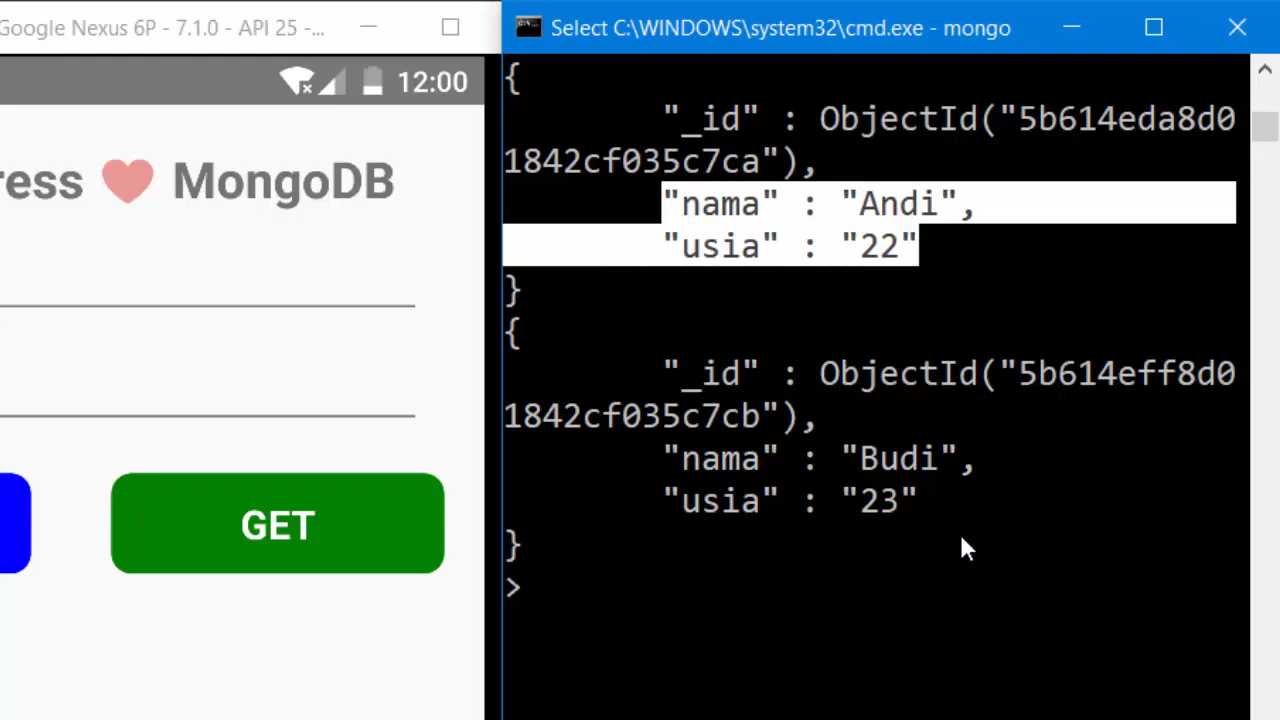 Google Nexus 6P - 7.1.0 - API 25 -...
12:00
ress ❤ MongoDB
GET
Select C:\WINDOWS\system32\cmd.exe - mongo
{
"_id" : ObjectId("5b614eda8d0
1842cf035c7ca"),
"nama" : "Andi",
"usia" : "22"
}
{
"_id" : ObjectId("5b614eff8d0
1842cf035c7cb"),
"nama" : "Budi",
"usia" : "23"
}
>